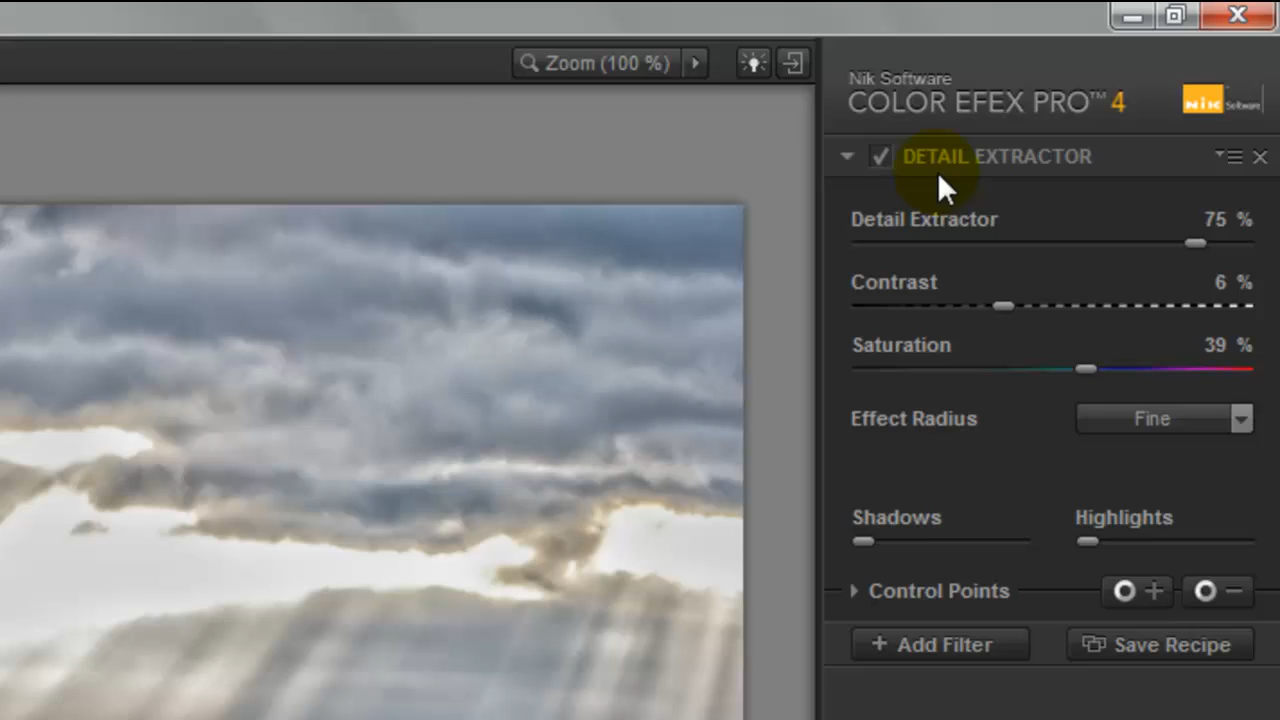 Zoom (100 %)
Nik Software
COLOR EFEX PRO™ 4
NiK Software
DETAIL EXTRACTOR
Detail Extractor 75 %
Contrast 6 %
Saturation 39 %
Effect Radius Fine
Shadows Highlights
Control Points
+ Add Filter Save Recipe